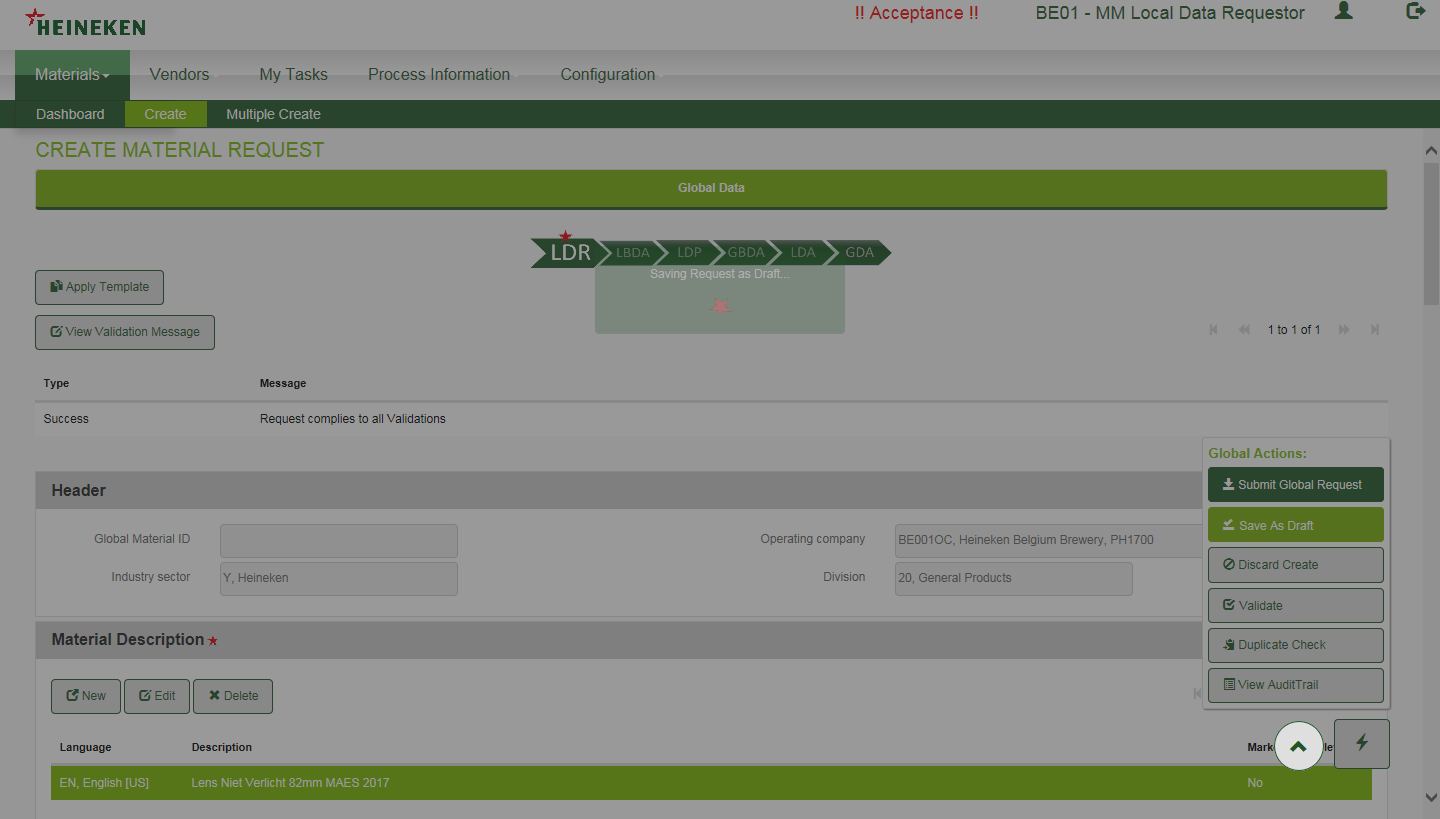 HEINEKEN
!! Acceptance !!
BE01 - MM Local Data Requestor
Materials
Vendors
My Tasks
Process Information
Configuration
Dashboard
Create
Multiple Create
CREATE MATERIAL REQUEST
Global Data
LDR
LBDA
LDP
GBDA
LDA
GDA
Saving Request as Draft...
Apply Template
View Validation Message
1 to 1 of 1
Type
Message
Success
Request complies to all Validations
Global Actions:
Submit Global Request
Save As Draft
Discard Create
Validate
Duplicate Check
View AuditTrail
Header
Global Material ID
Operating company
BE001OC, Heineken Belgium Brewery, PH1700
Industry sector
Y, Heineken
Division
20, General Products
Material Description
New
Edit
Delete
Language
Description
EN, English [US]
Lens Niet Verlicht 82mm MAES 2017
No